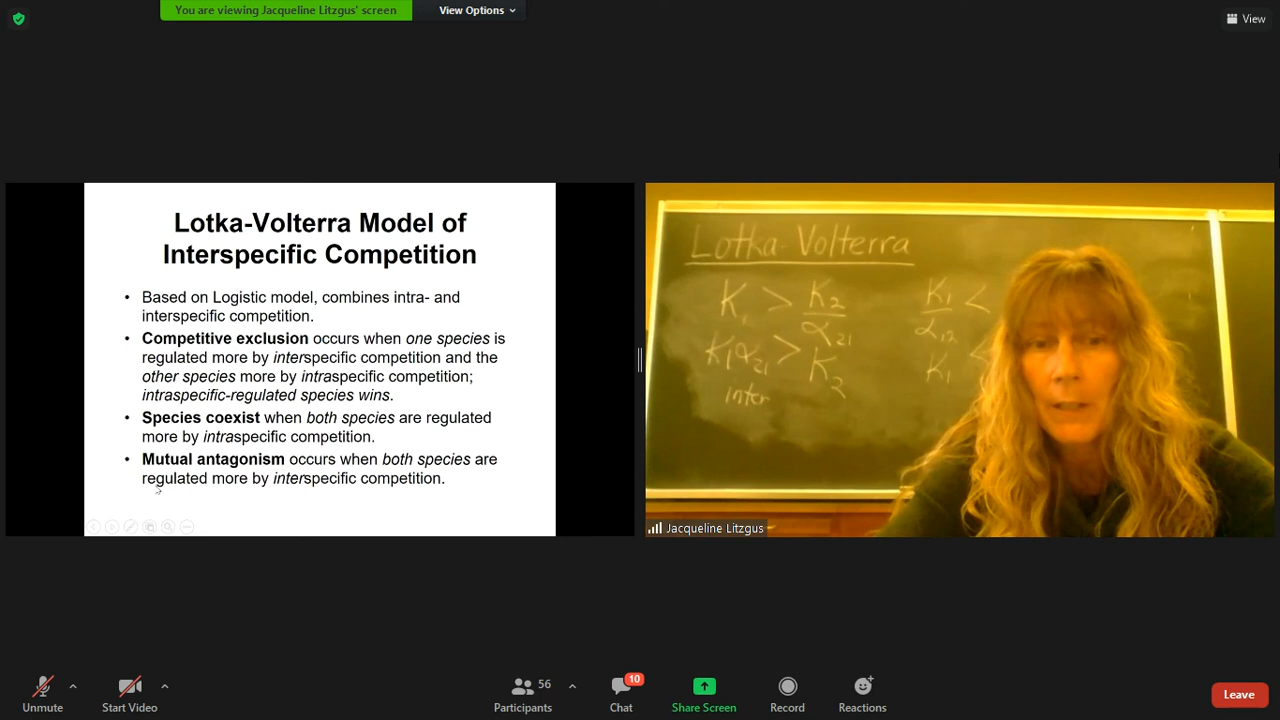 You are viewing Jacqueline Litzgus' screen
View Options
View
Lotka-Volterra Model of
Interspecific Competition
• Based on Logistic model, combines intra- and
interspecific competition.
• Competitive exclusion occurs when one species is
regulated more by interspecific competition and the
other species more by intraspecific competition;
intraspecific-regulated species wins.
• Species coexist when both species are regulated
more by intraspecific competition.
• Mutual antagonism occurs when both species are
regulated more by interspecific competition.
Lotka-Volterra
K₁ > K₂/α₂₁
K₁α₂₁ > K₂
inter
K₁/α₁₂ <
K₁ <
Jacqueline Litzgus
Unmute
Start Video
56
Participants
10
Chat
Share Screen
Record
Reactions
Leave